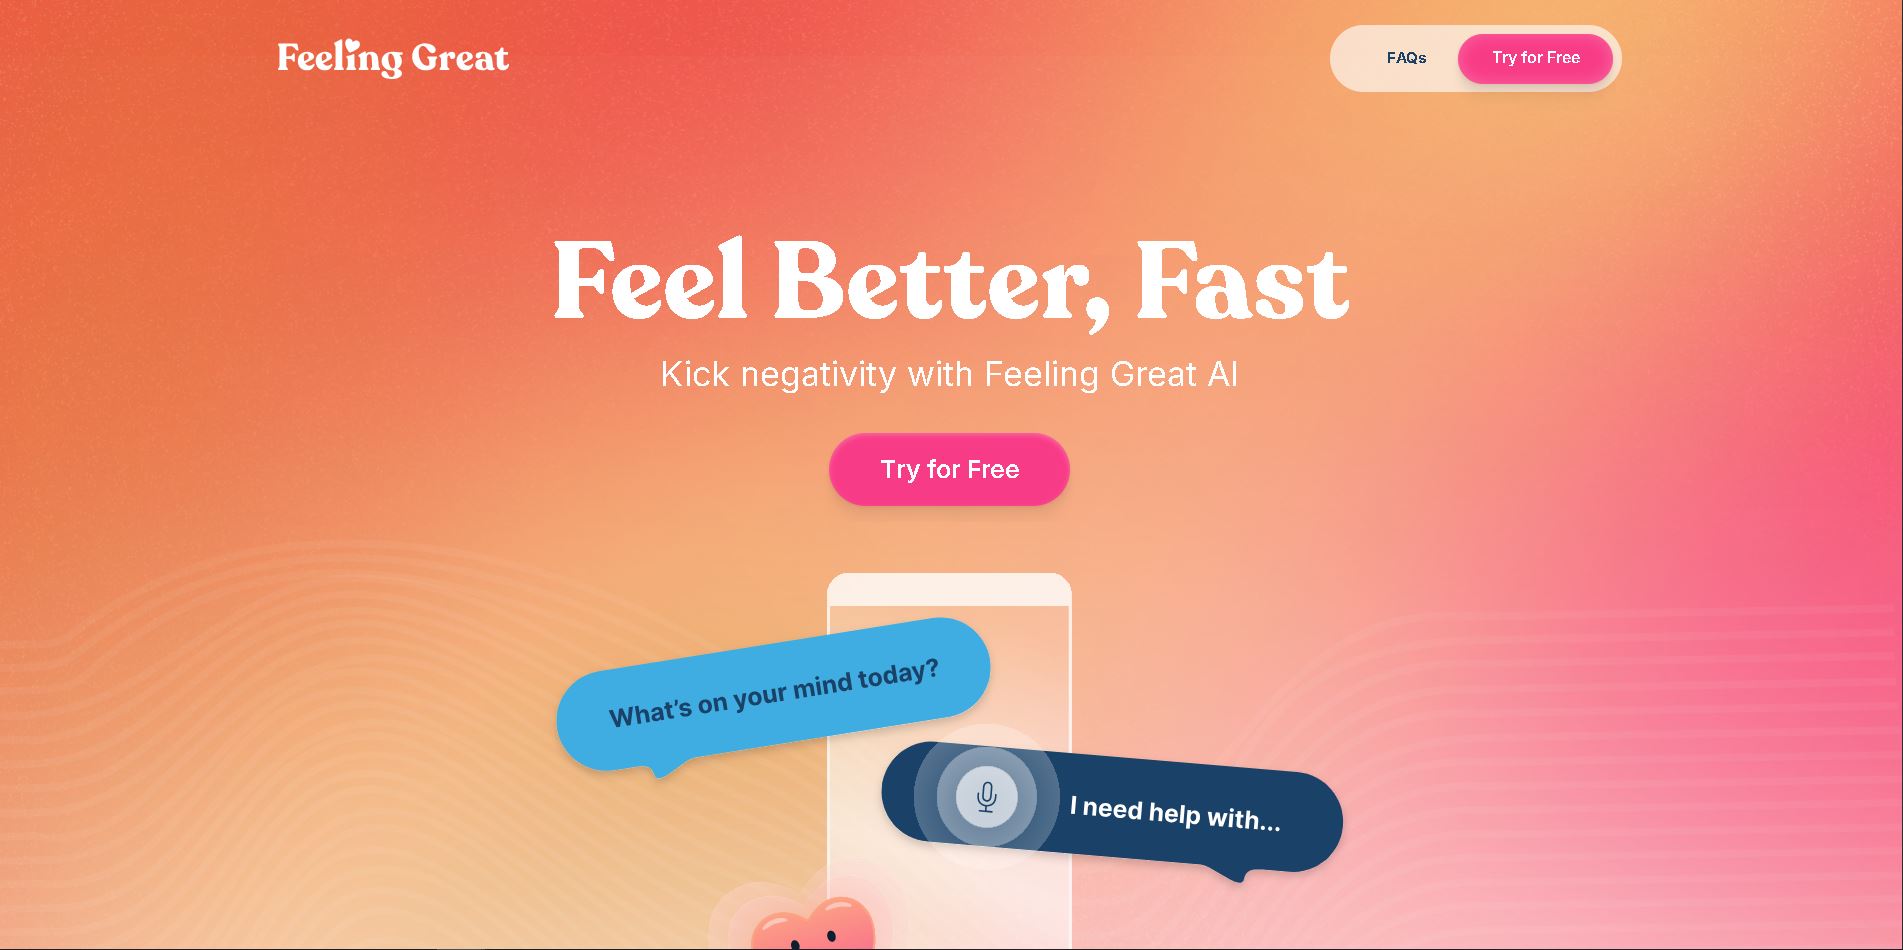 Feeling Great
FAQs
Try for Free
Feel Better, Fast
Kick negativity with Feeling Great AI
Try for Free
What's on your mind today?
I need help with...